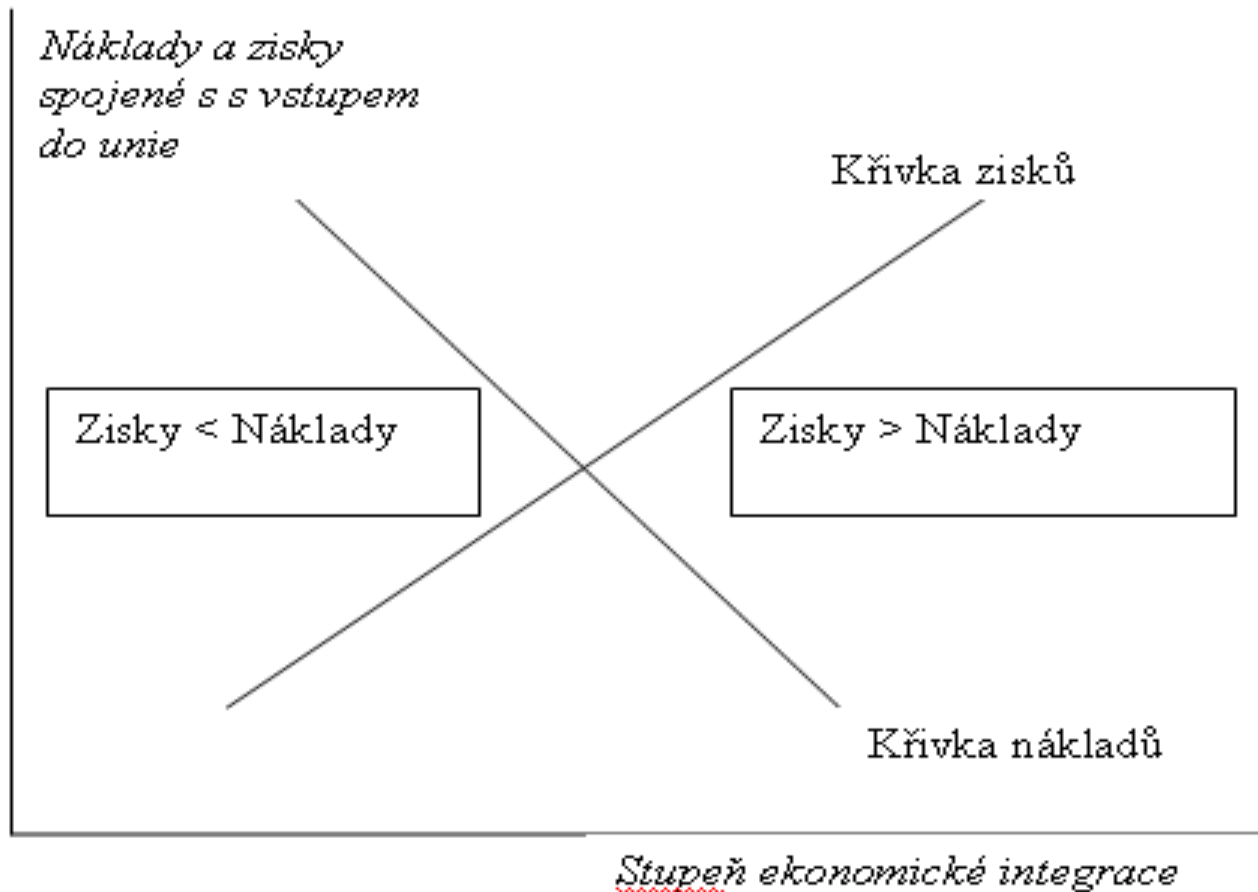 Náklady a zisky
spojené s s vstupem
do unie
Křivka zisků
Zisky < Náklady
Zisky > Náklady
Křivka nákladů
Stupeň ekonomické integrace